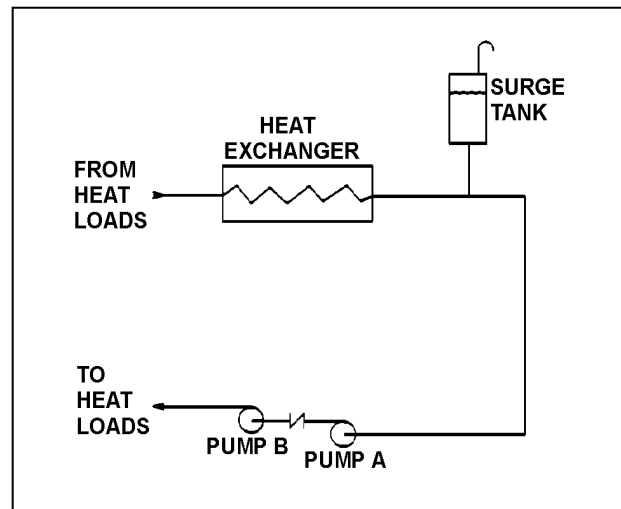 SURGE
TANK
HEAT
EXCHANGER
FROM
HEAT
LOADS
TO
HEAT
LOADS
PUMP B
PUMP A